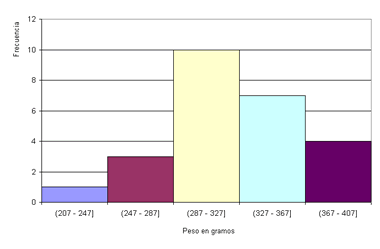 Frecuencia
12
10
8
6
4
2
0
(207 - 247] (247 - 287] (287 - 327] (327 - 367] (367 - 407]
Peso en gramos